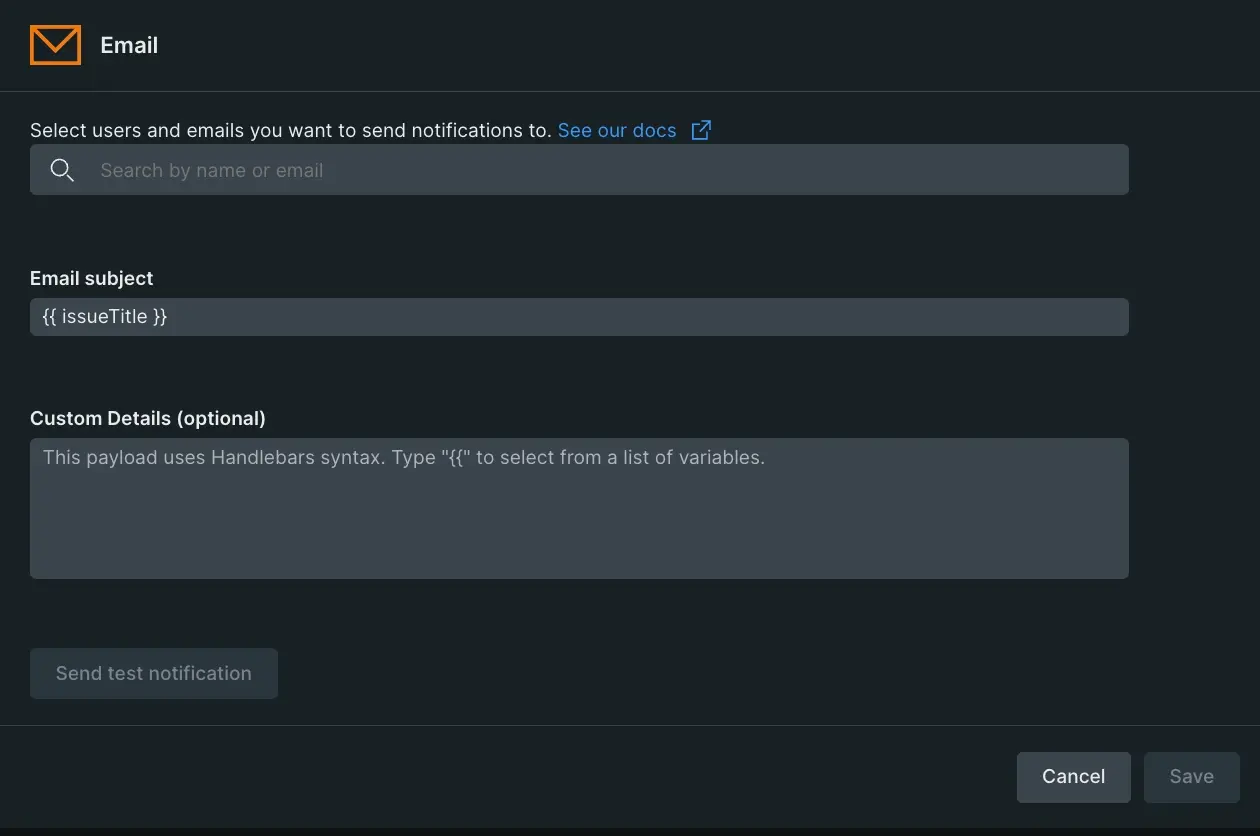 Email
Select users and emails you want to send notifications to. See our docs
Search by name or email
Email subject
{{ issueTitle }}
Custom Details (optional)
This payload uses Handlebars syntax. Type "{{" to select from a list of variables.
Send test notification
Cancel Save